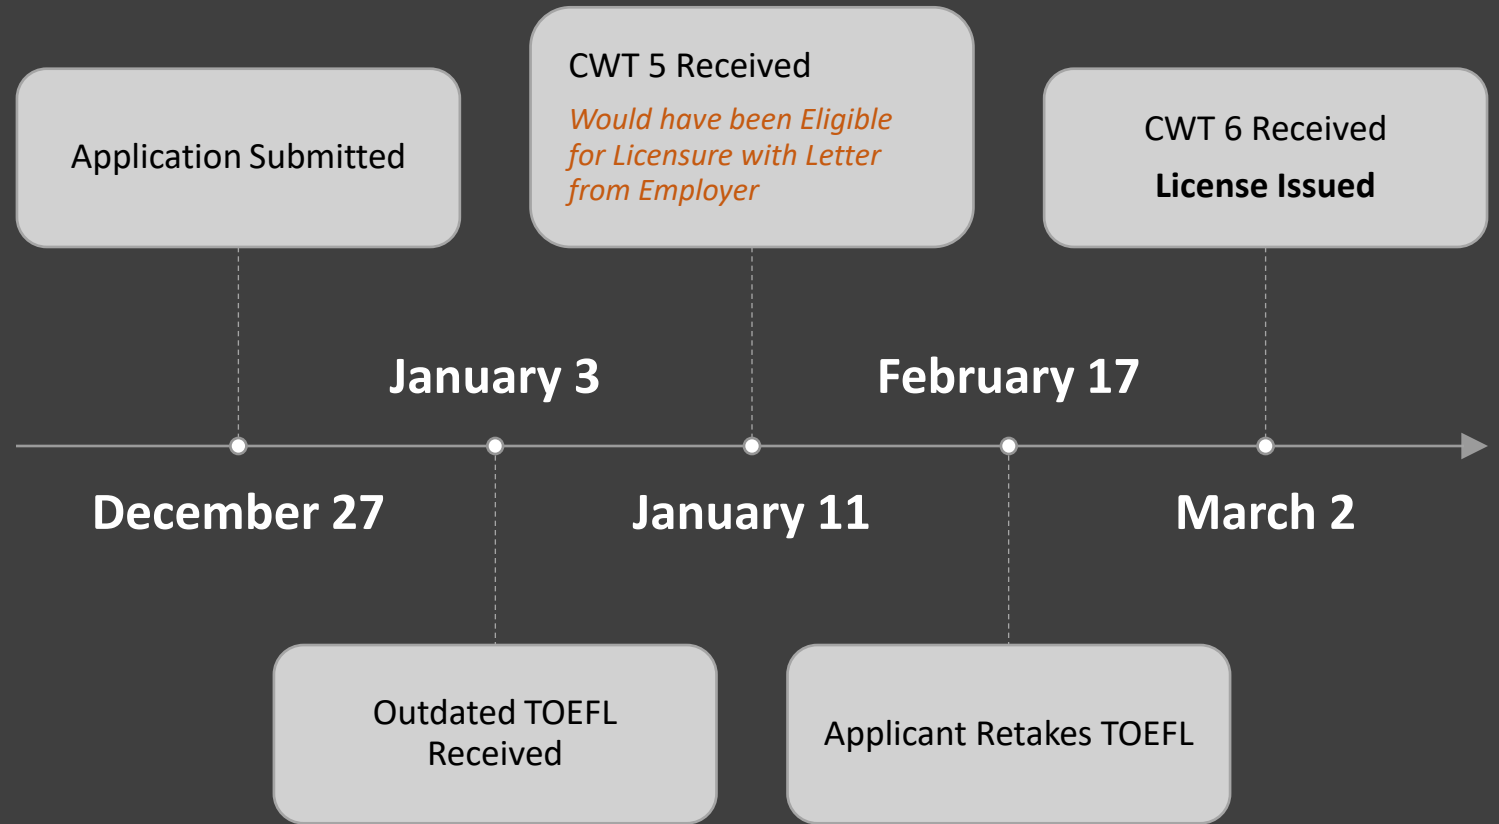 Application Submitted
CWT 5 Received
Would have been Eligible
for Licensure with Letter
from Employer
CWT 6 Received
License Issued
January 3
February 17
December 27
January 11
March 2
Outdated TOEFL
Received
Applicant Retakes TOEFL